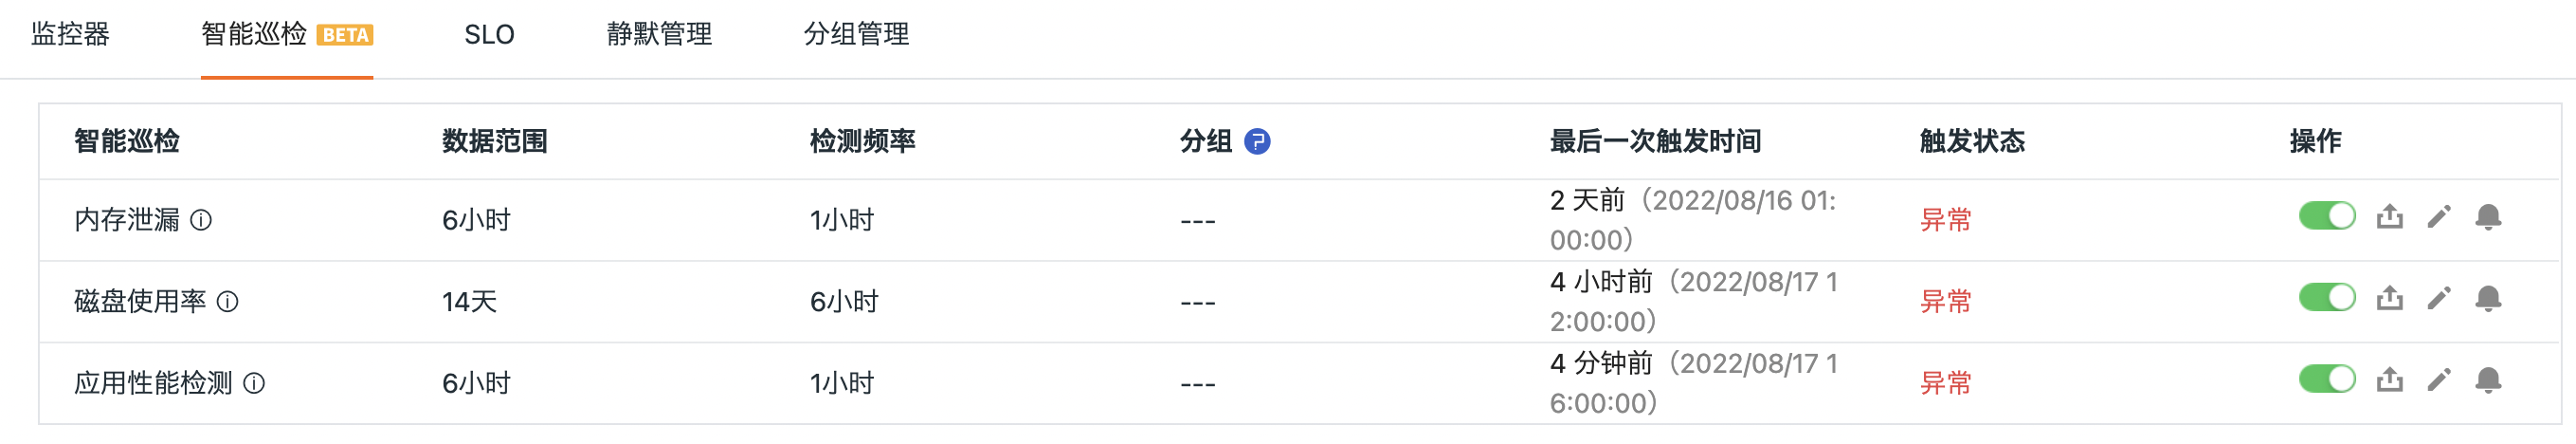 监控器 智能巡检 BETA SLO 静默管理 分组管理
智能巡检 数据范围 检测频率 分组 ? 最后一次触发时间 触发状态 操作
内存泄漏 6小时 1小时 --- 2 天前（2022/08/16 01:
00:00） 异常
磁盘使用率 14天 6小时 --- 4 小时前（2022/08/17 1
2:00:00） 异常
应用性能检测 6小时 1小时 --- 4 分钟前（2022/08/17 1
6:00:00） 异常